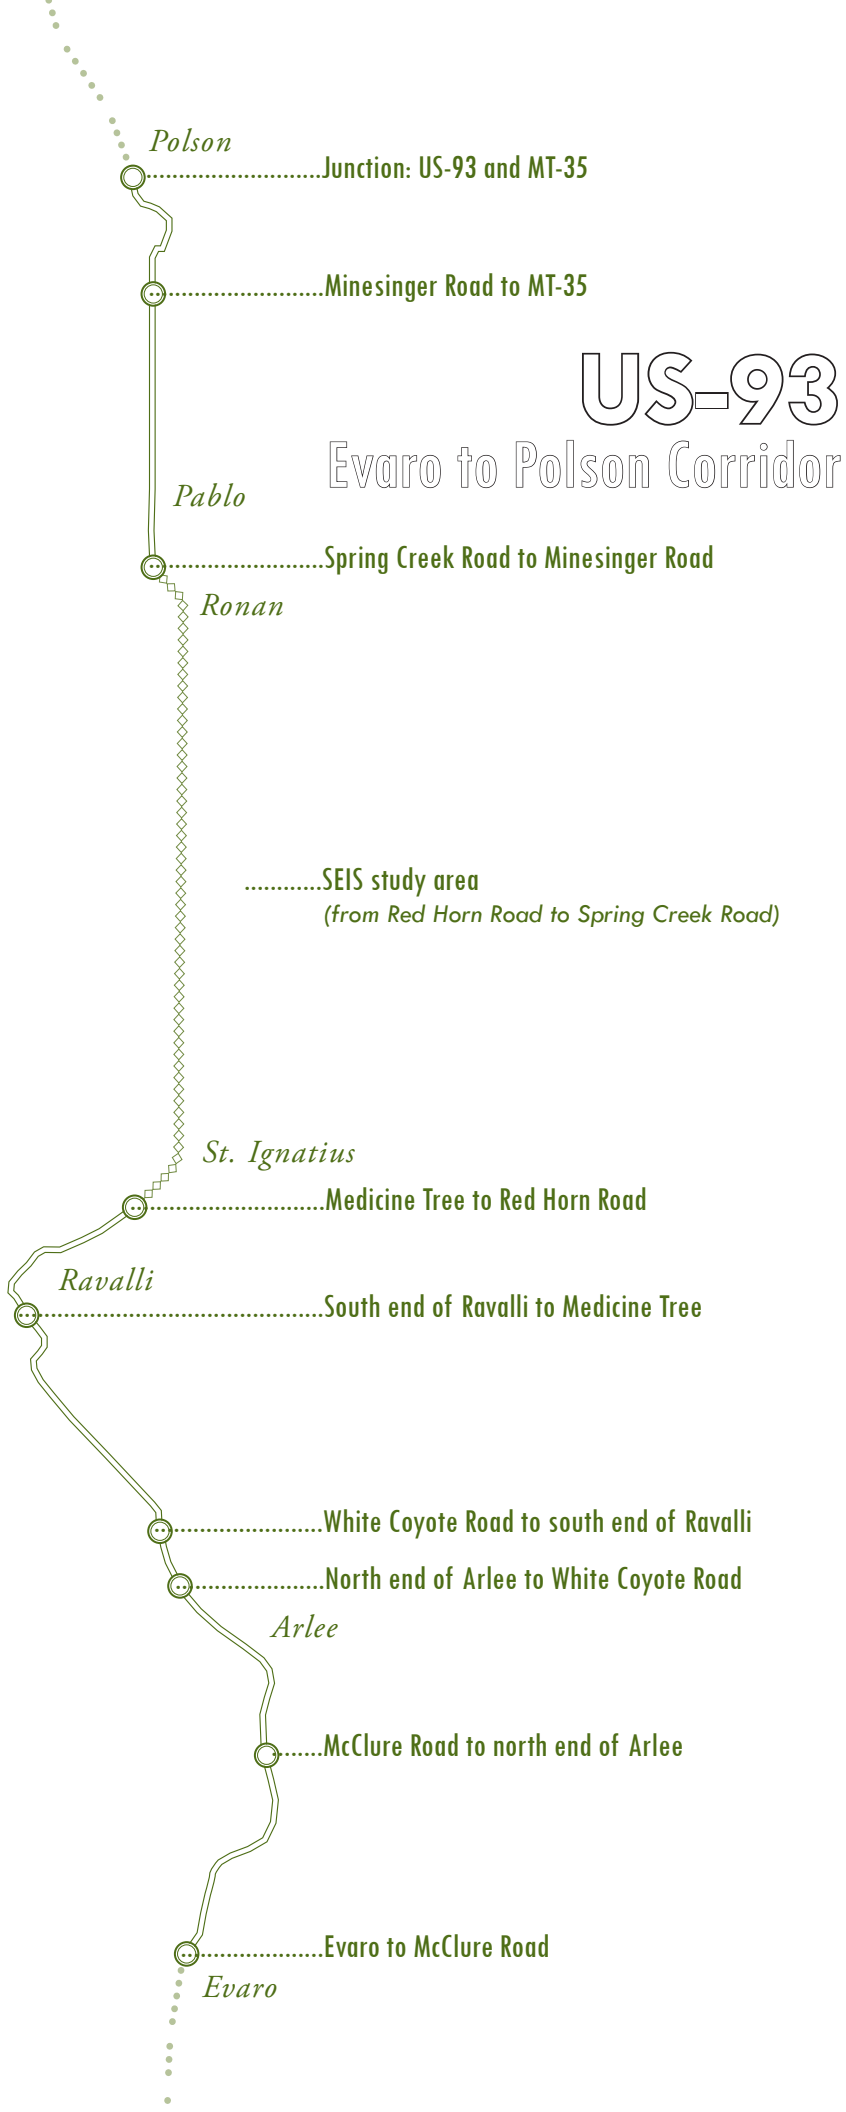 Polson
Junction: US-93 and MT-35
Minesinger Road to MT-35
US-93
Evaro to Polson Corridor
Pablo
Spring Creek Road to Minesinger Road
Ronan
SEIS study area
(from Red Horn Road to Spring Creek Road)
St. Ignatius
Medicine Tree to Red Horn Road
Ravalli
South end of Ravalli to Medicine Tree
White Coyote Road to south end of Ravalli
North end of Arlee to White Coyote Road
Arlee
McClure Road to north end of Arlee
Evaro to McClure Road
Evaro